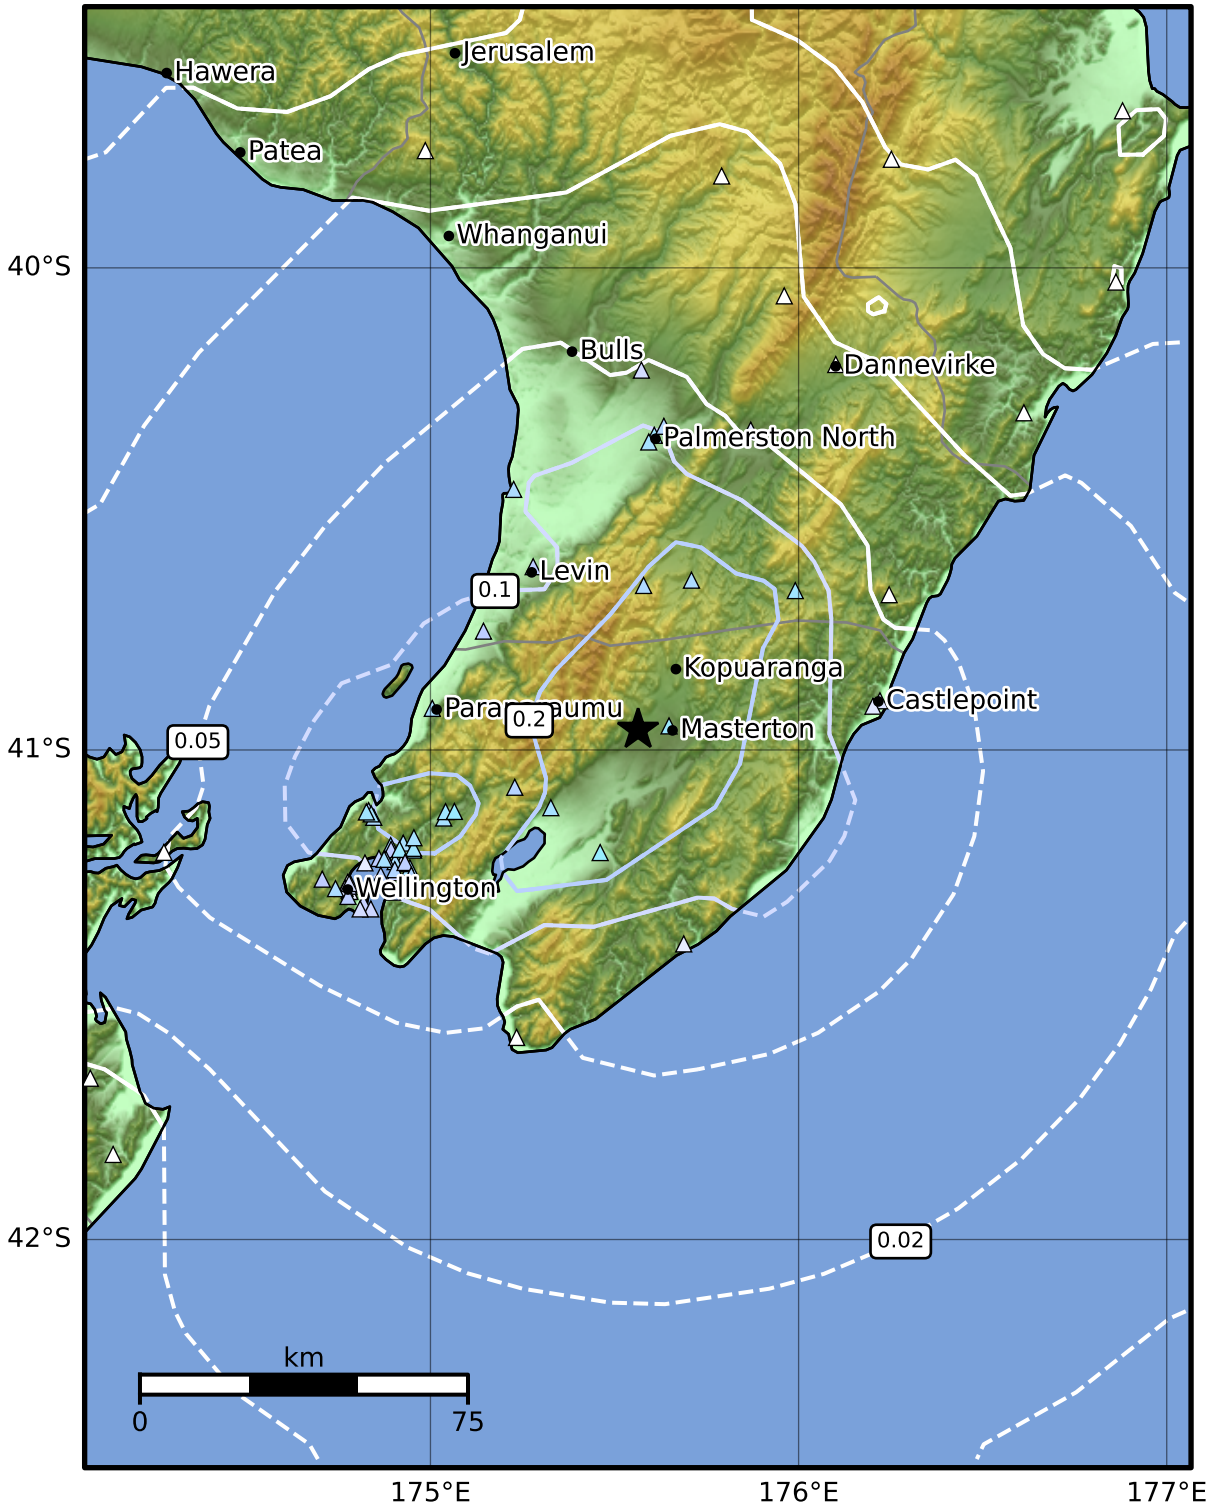 Jerusalem
Hawera
Patea
Whanganui
40°S
Bulls
Dannevirke
Palmerston North
Levin
0.1
Kopuaranga
Castlepoint
Paraparaumu
0.2
Masterton
0.05
41°S
Wellington
42°S
0.02
km
0 75
175°E 176°E 177°E